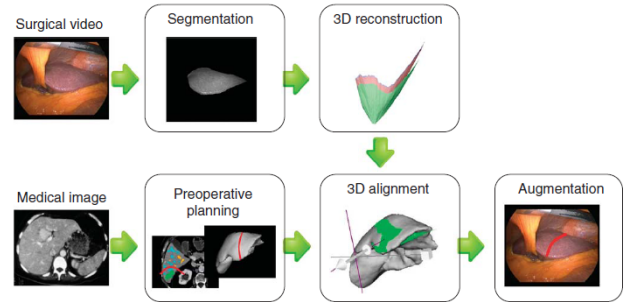 Surgical video
Segmentation
3D reconstruction
Medical image
Preoperative
planning
3D alignment
Augmentation